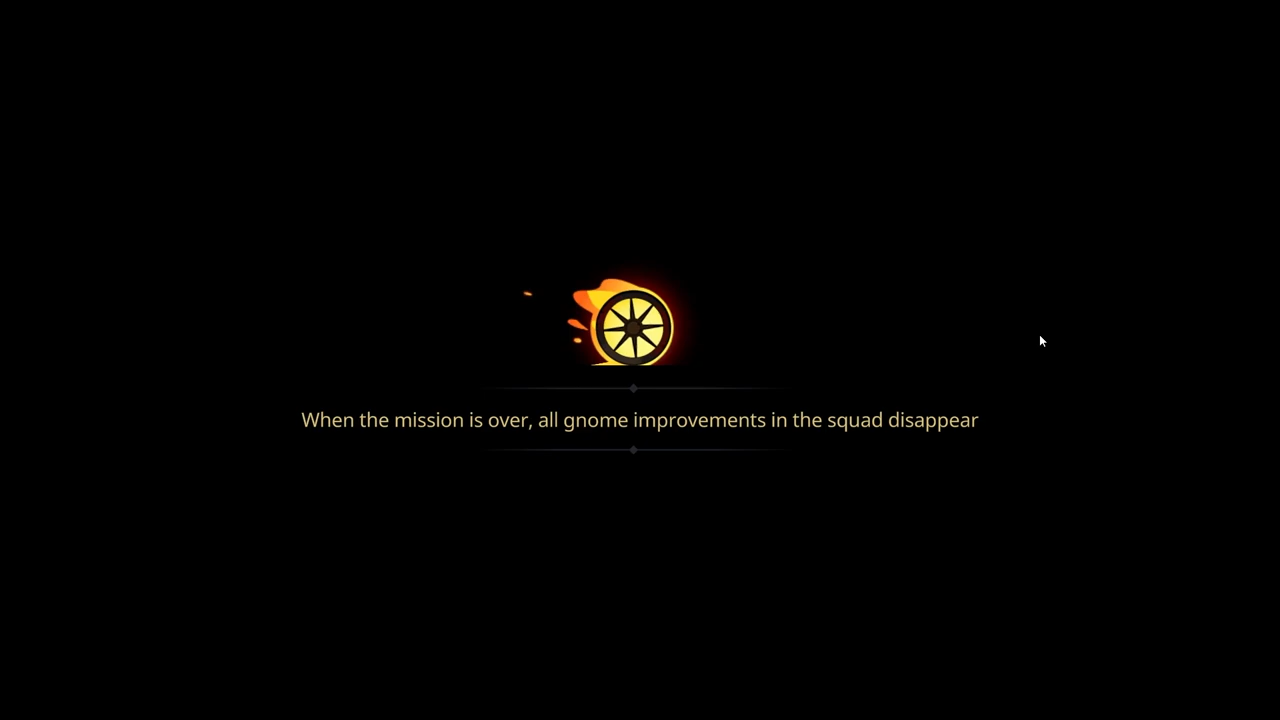 When the mission is over, all gnome improvements in the squad disappear